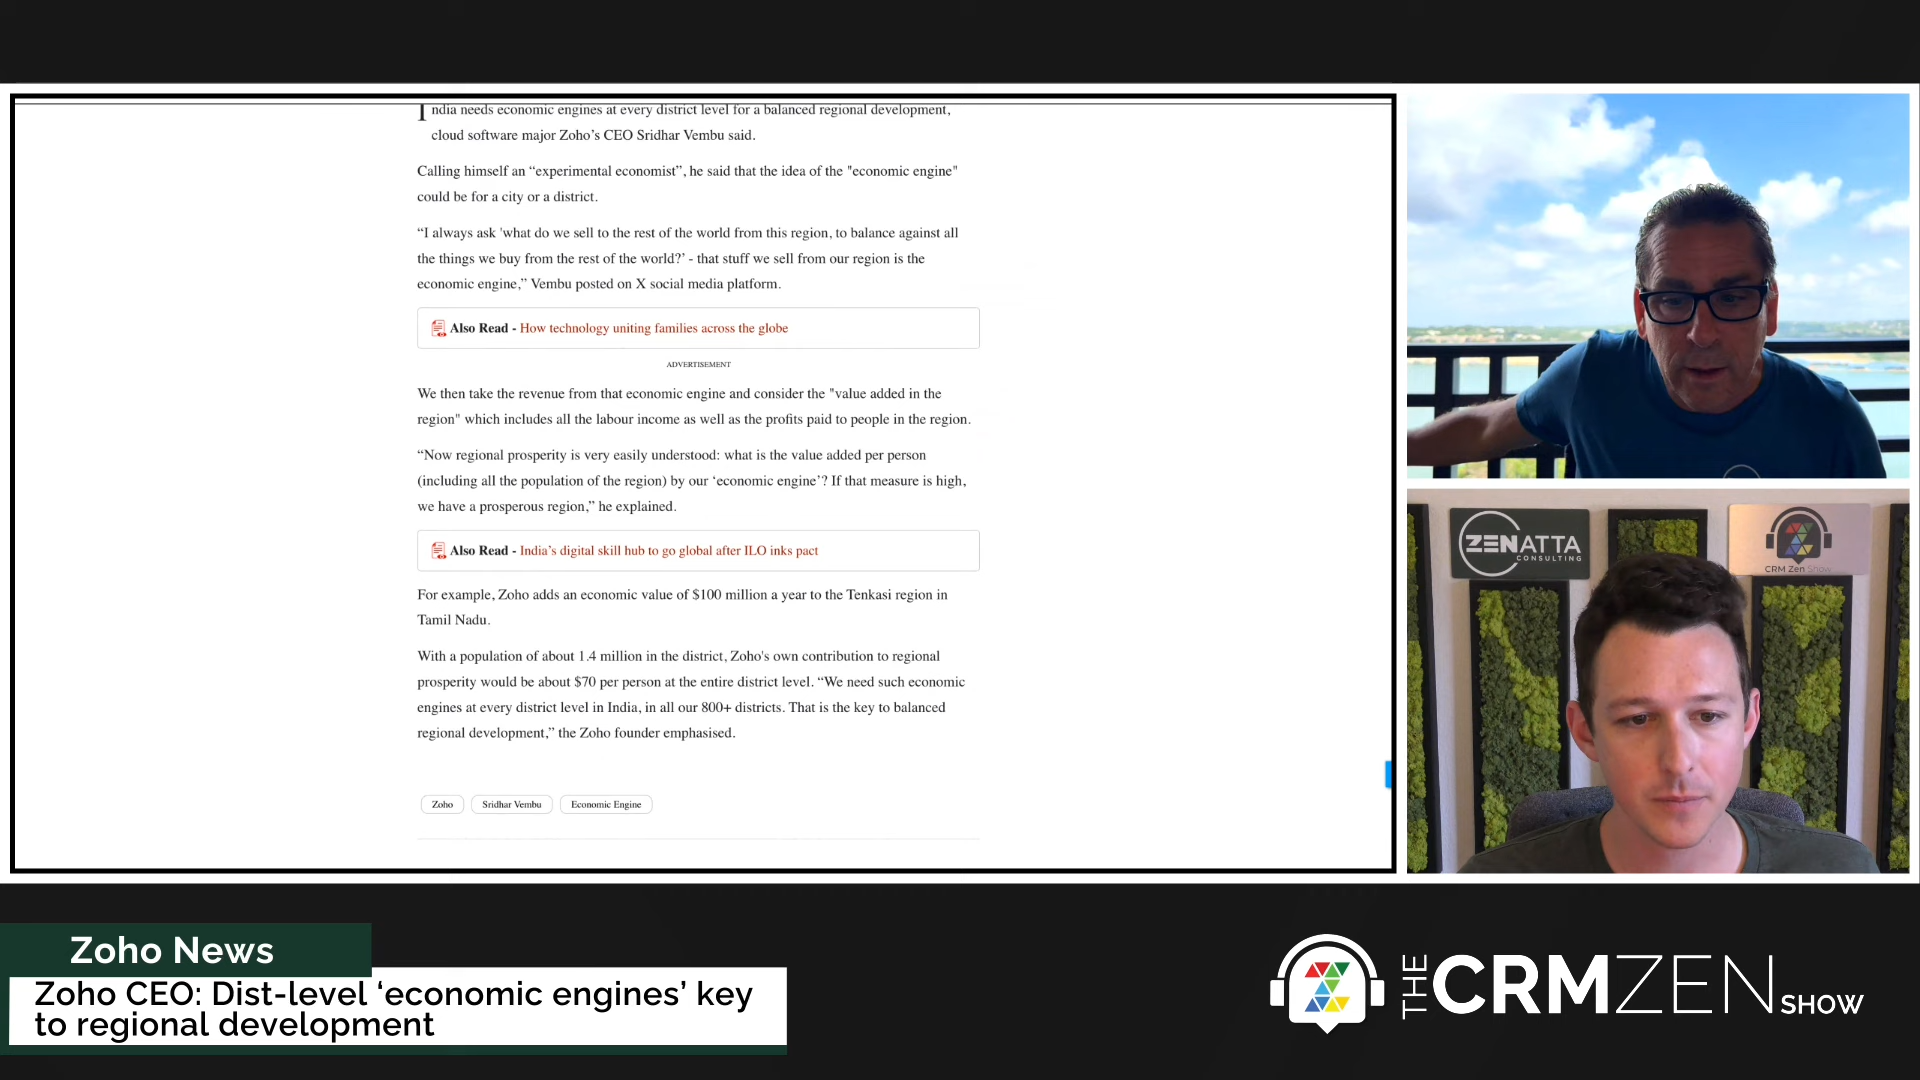 India needs economic engines at every district level for a balanced regional development,
cloud software major Zoho’s CEO Sridhar Vembu said.
Calling himself an “experimental economist”, he said that the idea of the "economic engine"
could be for a city or a district.
“I always ask 'what do we sell to the rest of the world from this region, to balance against all
the things we buy from the rest of the world?’ - that stuff we sell from our region is the
economic engine,” Vembu posted on X social media platform.
Also Read - How technology uniting families across the globe
ADVERTISEMENT
We then take the revenue from that economic engine and consider the "value added in the
region" which includes all the labour income as well as the profits paid to people in the region.
“Now regional prosperity is very easily understood: what is the value added per person
(including all the population of the region) by our ‘economic engine’? If that measure is high,
we have a prosperous region,” he explained.
Also Read - India’s digital skill hub to go global after ILO inks pact
For example, Zoho adds an economic value of $100 million a year to the Tenkasi region in
Tamil Nadu.
With a population of about 1.4 million in the district, Zoho's own contribution to regional
prosperity would be about $70 per person at the entire district level. “We need such economic
engines at every district level in India, in all our 800+ districts. That is the key to balanced
regional development,” the Zoho founder emphasised.
Zoho Sridhar Vembu Economic Engine
ZENATTA
CONSULTING
CRM Zen Show
Zoho News
Zoho CEO: Dist-level ‘economic engines’ key
to regional development
THE CRMZEN SHOW